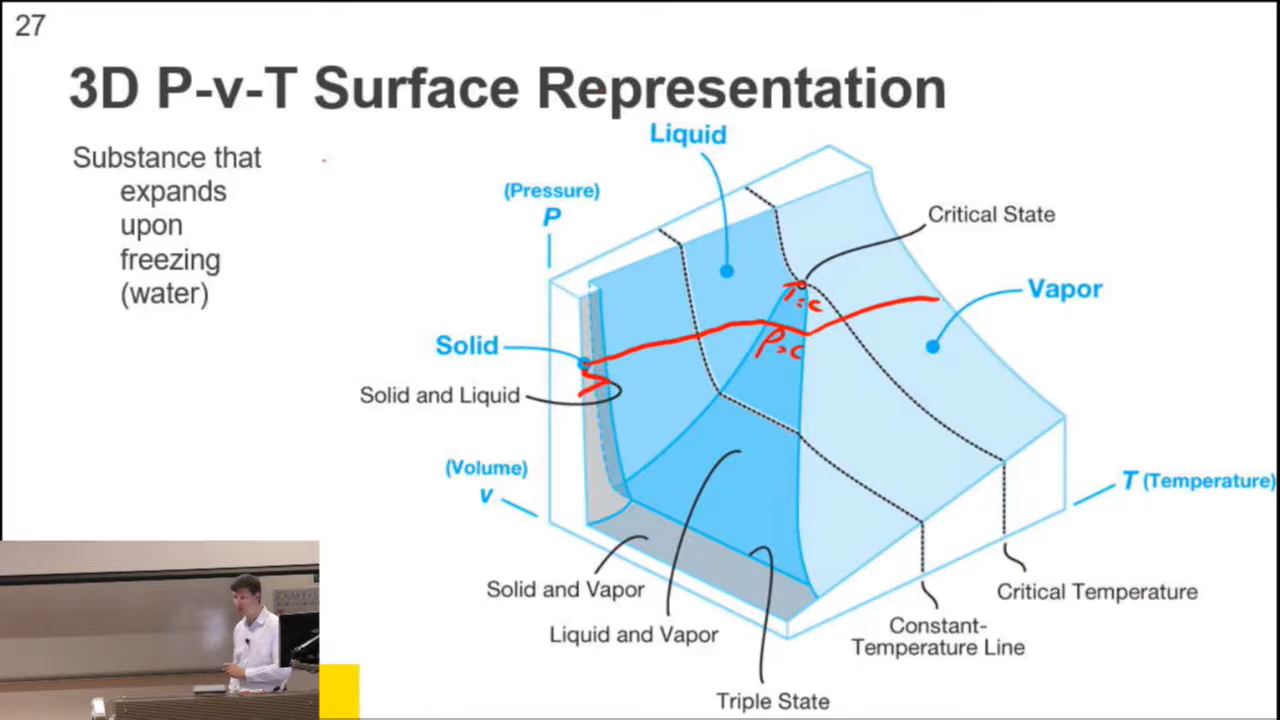 27
3D P-v-T Surface Representation
Substance that
expands
upon
freezing
(water)
Liquid
(Pressure)
P
Critical State
Vapor
T=c
P=c
Solid
Solid and Liquid
(Volume)
v
T (Temperature)
Solid and Vapor
Liquid and Vapor
Triple State
Constant-
Temperature Line
Critical Temperature